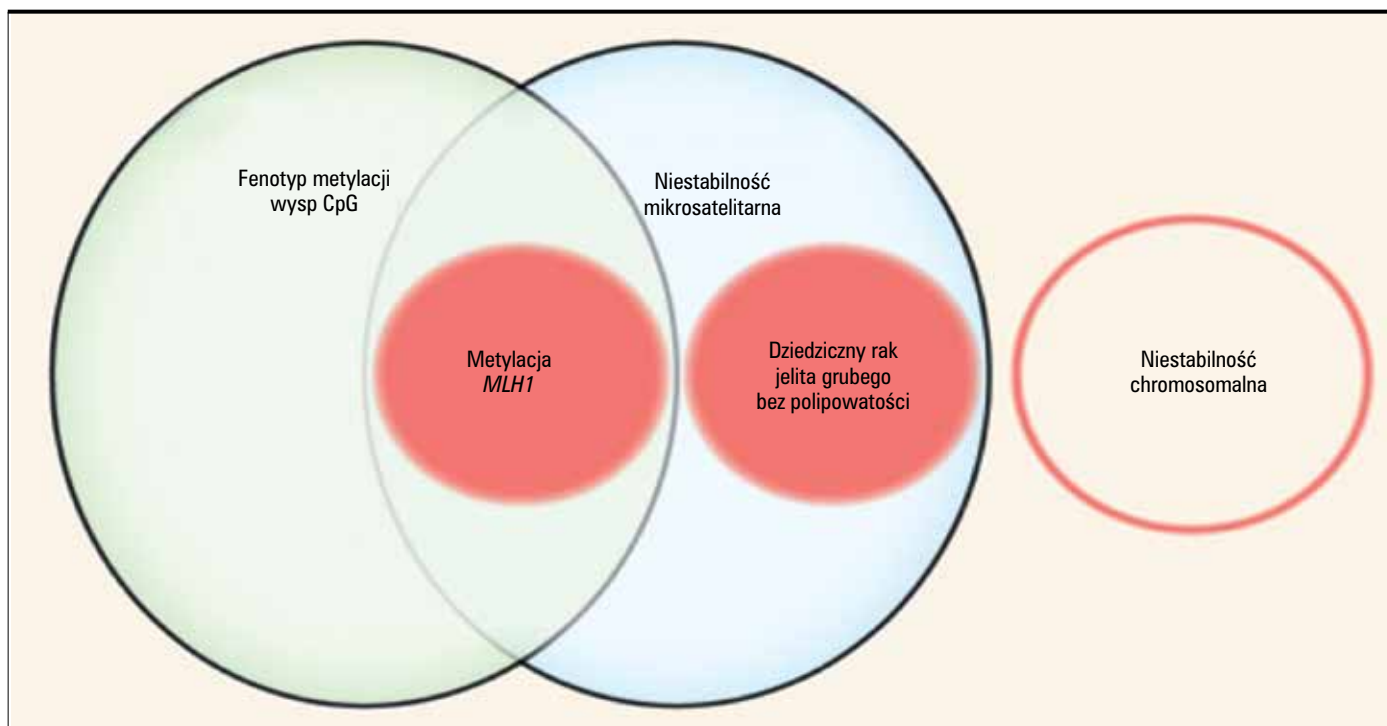 Fenotyp metylacji
wysp CpG
Niestabilność
mikrosatelitarna
Metylacja
MLH1
Dziedziczny rak
jelita grubego
bez polipowatości
Niestabilność
chromosomalna